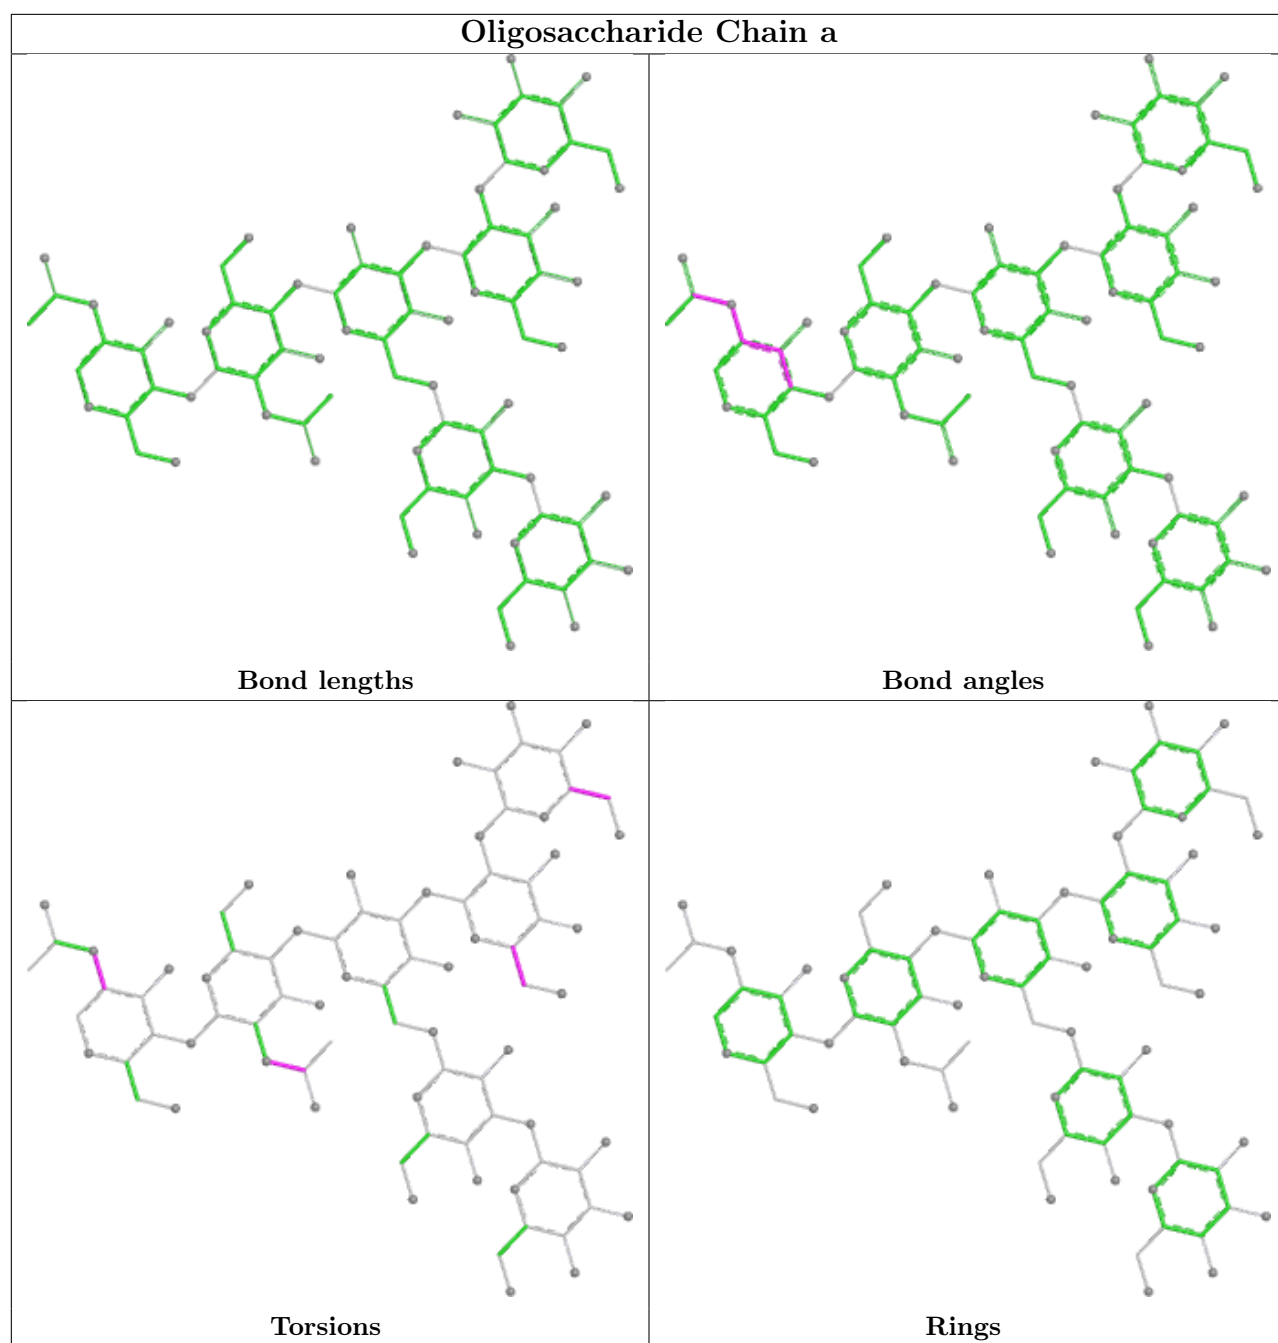 Oligosaccharide Chain a
Bond lengths
Bond angles
Torsions
Rings